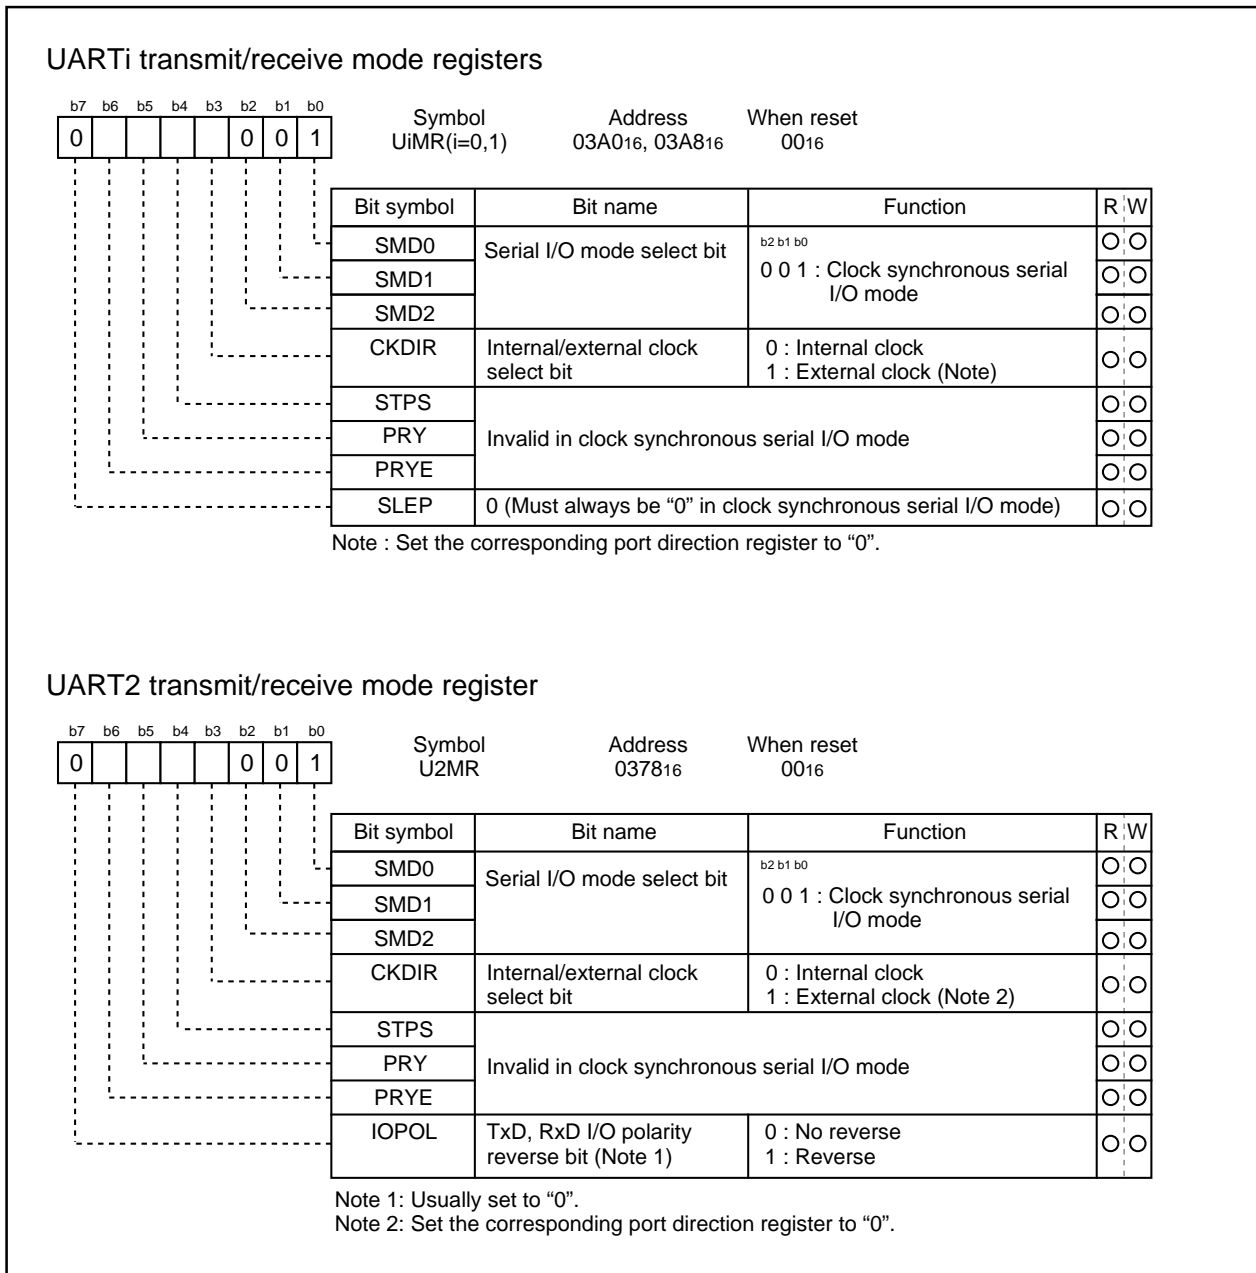 UARTi transmit/receive mode registers
b7 b6 b5 b4 b3 b2 b1 b0
0 0 0 1
Symbol Address When reset
UiMR(i=0,1) 03A016, 03A816 0016
Bit symbol Bit name Function R W
SMD0 Serial I/O mode select bit b2 b1 b0
SMD1 0 0 1 : Clock synchronous serial
I/O mode
SMD2
CKDIR Internal/external clock 0 : Internal clock
select bit 1 : External clock (Note)
STPS
PRY Invalid in clock synchronous serial I/O mode
PRYE
SLEP 0 (Must always be “0” in clock synchronous serial I/O mode)
Note : Set the corresponding port direction register to “0”.
UART2 transmit/receive mode register
b7 b6 b5 b4 b3 b2 b1 b0
0 0 0 1
Symbol Address When reset
U2MR 037816 0016
Bit symbol Bit name Function R W
SMD0 Serial I/O mode select bit b2 b1 b0
SMD1 0 0 1 : Clock synchronous serial
I/O mode
SMD2
CKDIR Internal/external clock 0 : Internal clock
select bit 1 : External clock (Note 2)
STPS
PRY Invalid in clock synchronous serial I/O mode
PRYE
IOPOL TxD, RxD I/O polarity 0 : No reverse
reverse bit (Note 1) 1 : Reverse
Note 1: Usually set to “0”.
Note 2: Set the corresponding port direction register to “0”.